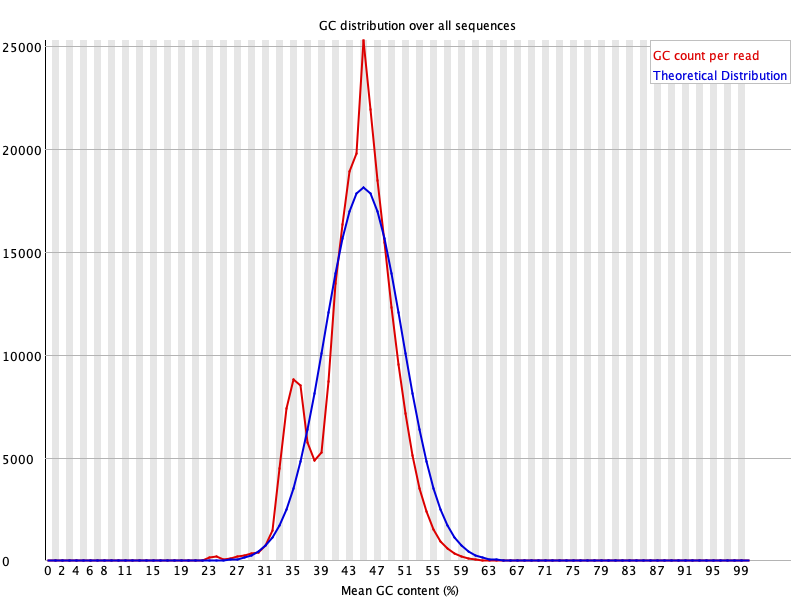 GC distribution over all sequences
GC count per read
Theoretical Distribution
25000
20000
15000
10000
5000
0
0 2 4 6 8 11 15 19 23 27 31 35 39 43 47 51 55 59 63 67 71 75 79 83 87 91 95 99
Mean GC content (%)